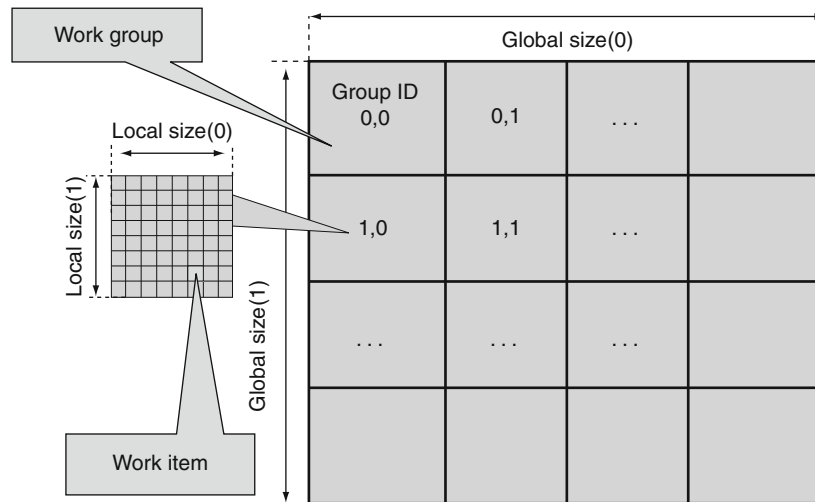 Work group
Global size(0)
Group ID
0,0
0,1
...
Local size(0)
Local size(1)
1,0
1,1
...
Global size(1)
...
...
...
Work item